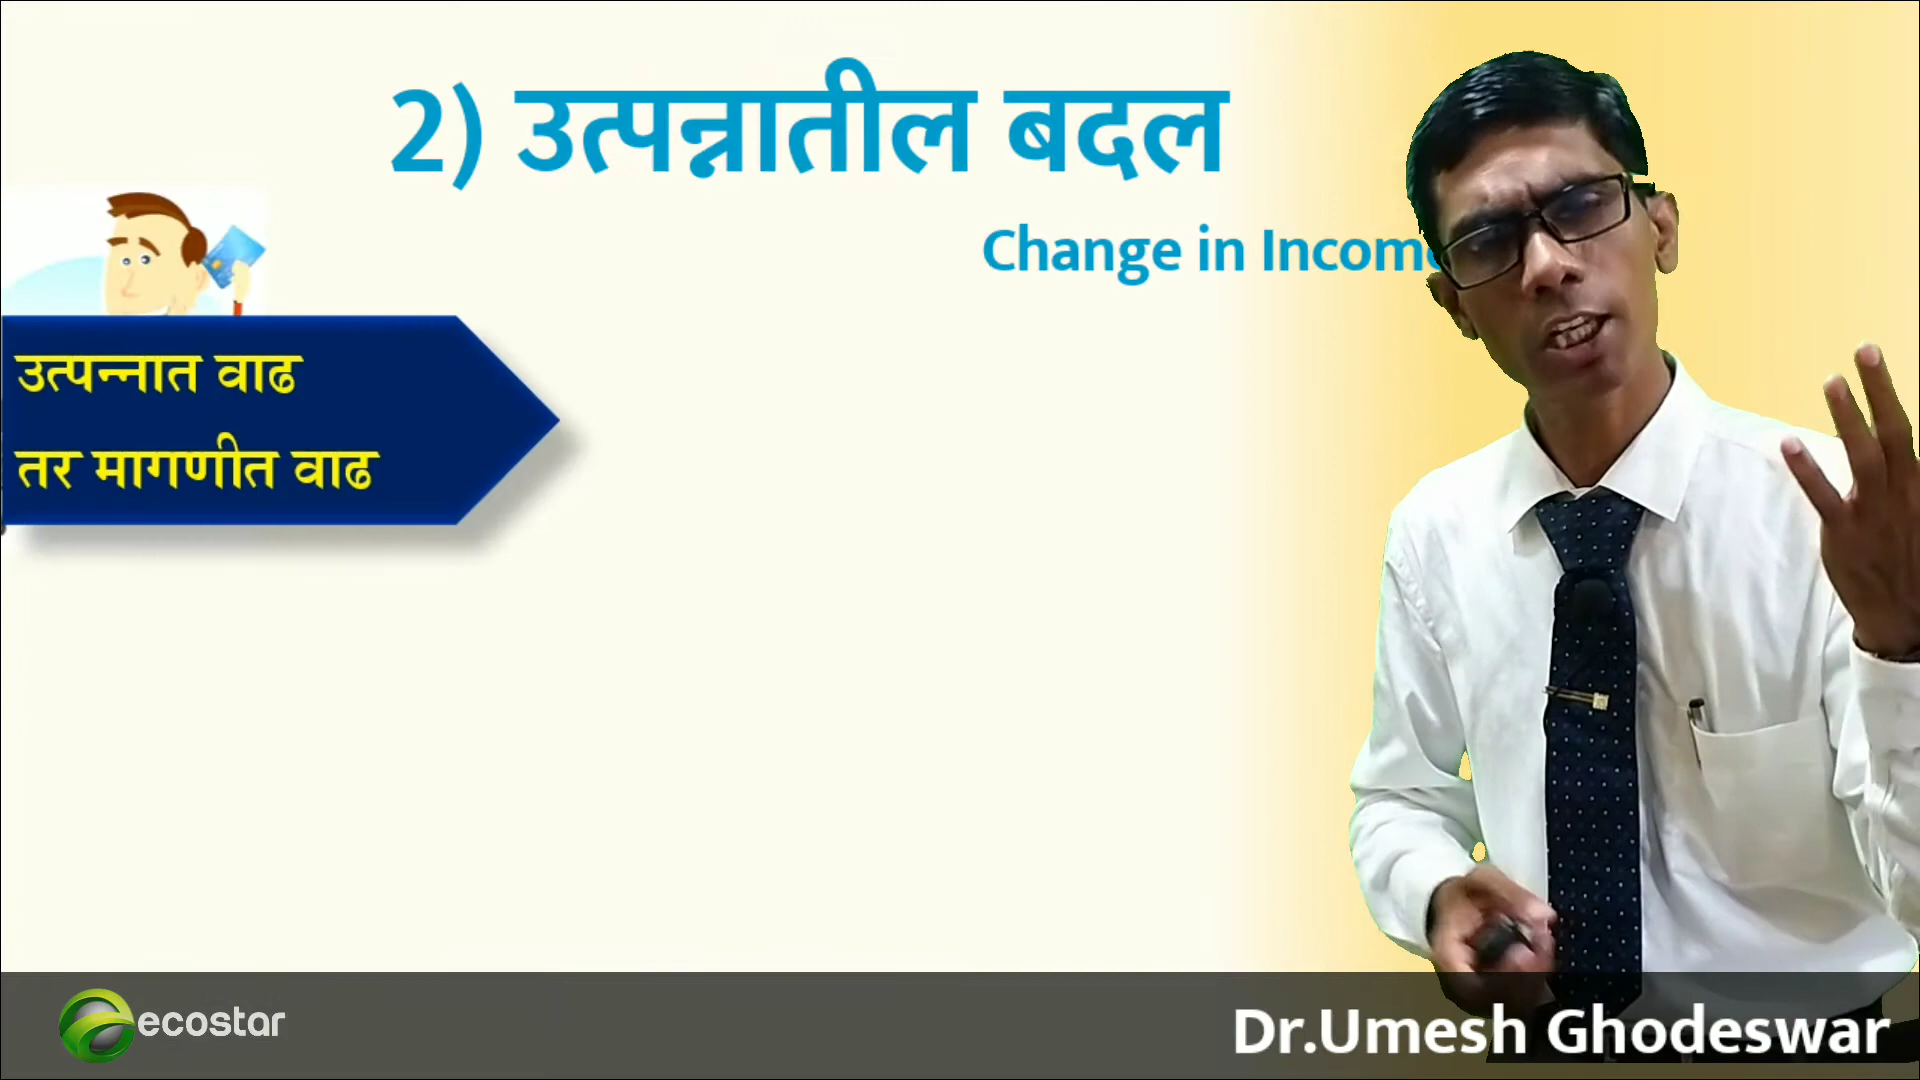 2) उत्पन्नातील बदल
Change in Incom
उत्पन्नात वाढ
तर मागणीत वाढ
ecostar
Dr.Umesh Ghodeswar